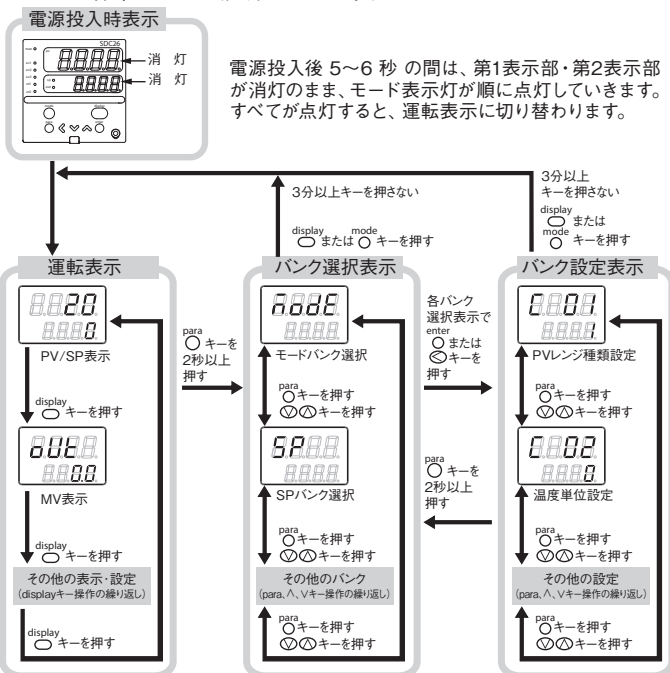 電源投入時表示
SDC26
消 灯
消 灯
電源投入後 5～6 秒 の間は、第1表示部・第2表示部
が消灯のまま、モード表示灯が順に点灯していきます。
すべてが点灯すると、運転表示に切り替わります。
3分以上キーを押さない
display または mode キーを押す
3分以上
キーを押さない
display または
mode キーを押す
運転表示
20
0
PV/SP表示
display キーを押す
oUt
0.0
MV表示
display キーを押す
その他の表示・設定
(displayキー操作の繰り返し)
display キーを押す
para キーを
2秒以上
押す
バンク選択表示
modE
モードバンク選択
para キーを押す
∨∧キーを押す
SP
SPバンク選択
para キーを押す
∨∧キーを押す
その他のバンク
(para、∧、∨キー操作の繰り返し)
para キーを押す
∨∧キーを押す
各バンク
選択表示で
enter または
＜キーを
押す
para キーを
2秒以上
押す
バンク設定表示
C 01
1
PVレンジ種類設定
para キーを押す
∨∧キーを押す
C 02
0
温度単位設定
para キーを押す
∨∧キーを押す
その他の設定
(para、∧、∨キー操作の繰り返し)
para キーを押す
∨∧キーを押す